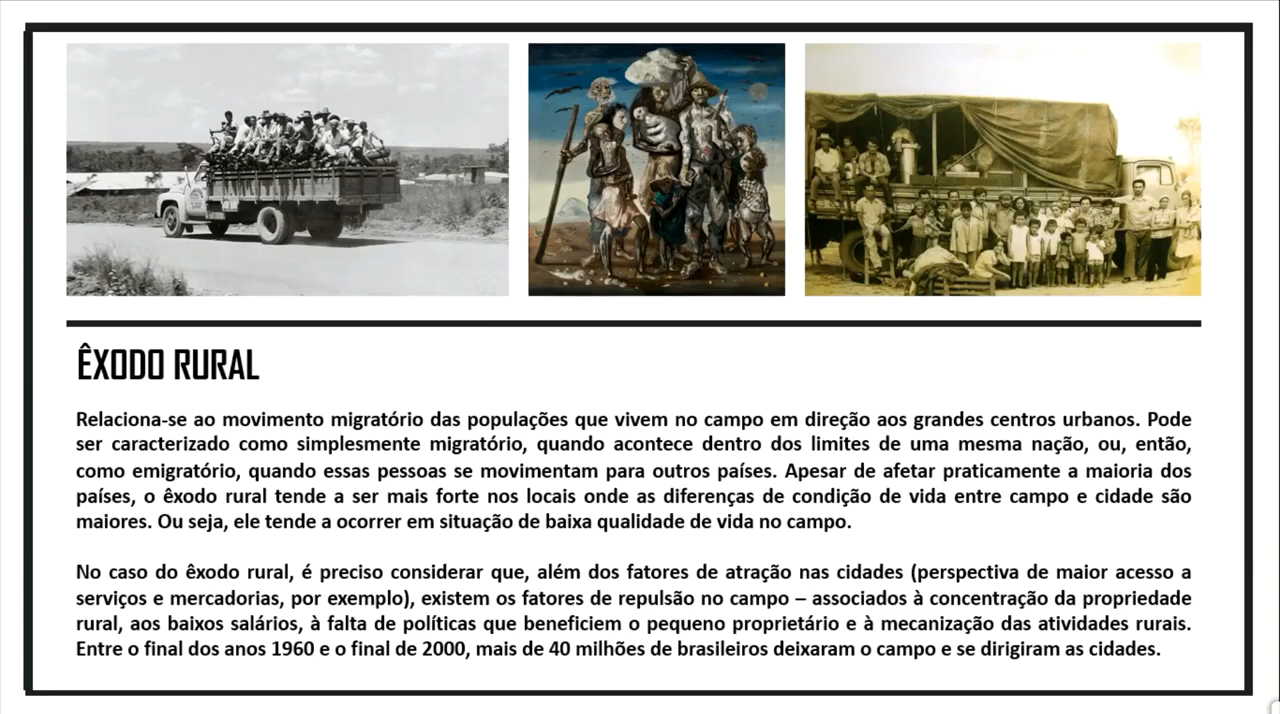 ÊXODO RURAL
Relaciona-se ao movimento migratório das populações que vivem no campo em direção aos grandes centros urbanos. Pode
ser caracterizado como simplesmente migratório, quando acontece dentro dos limites de uma mesma nação, ou, então,
como emigratório, quando essas pessoas se movimentam para outros países. Apesar de afetar praticamente a maioria dos
países, o êxodo rural tende a ser mais forte nos locais onde as diferenças de condição de vida entre campo e cidade são
maiores. Ou seja, ele tende a ocorrer em situação de baixa qualidade de vida no campo.
No caso do êxodo rural, é preciso considerar que, além dos fatores de atração nas cidades (perspectiva de maior acesso a
serviços e mercadorias, por exemplo), existem os fatores de repulsão no campo – associados à concentração da propriedade
rural, aos baixos salários, à falta de políticas que beneficiem o pequeno proprietário e à mecanização das atividades rurais.
Entre o final dos anos 1960 e o final de 2000, mais de 40 milhões de brasileiros deixaram o campo e se dirigiram as cidades.